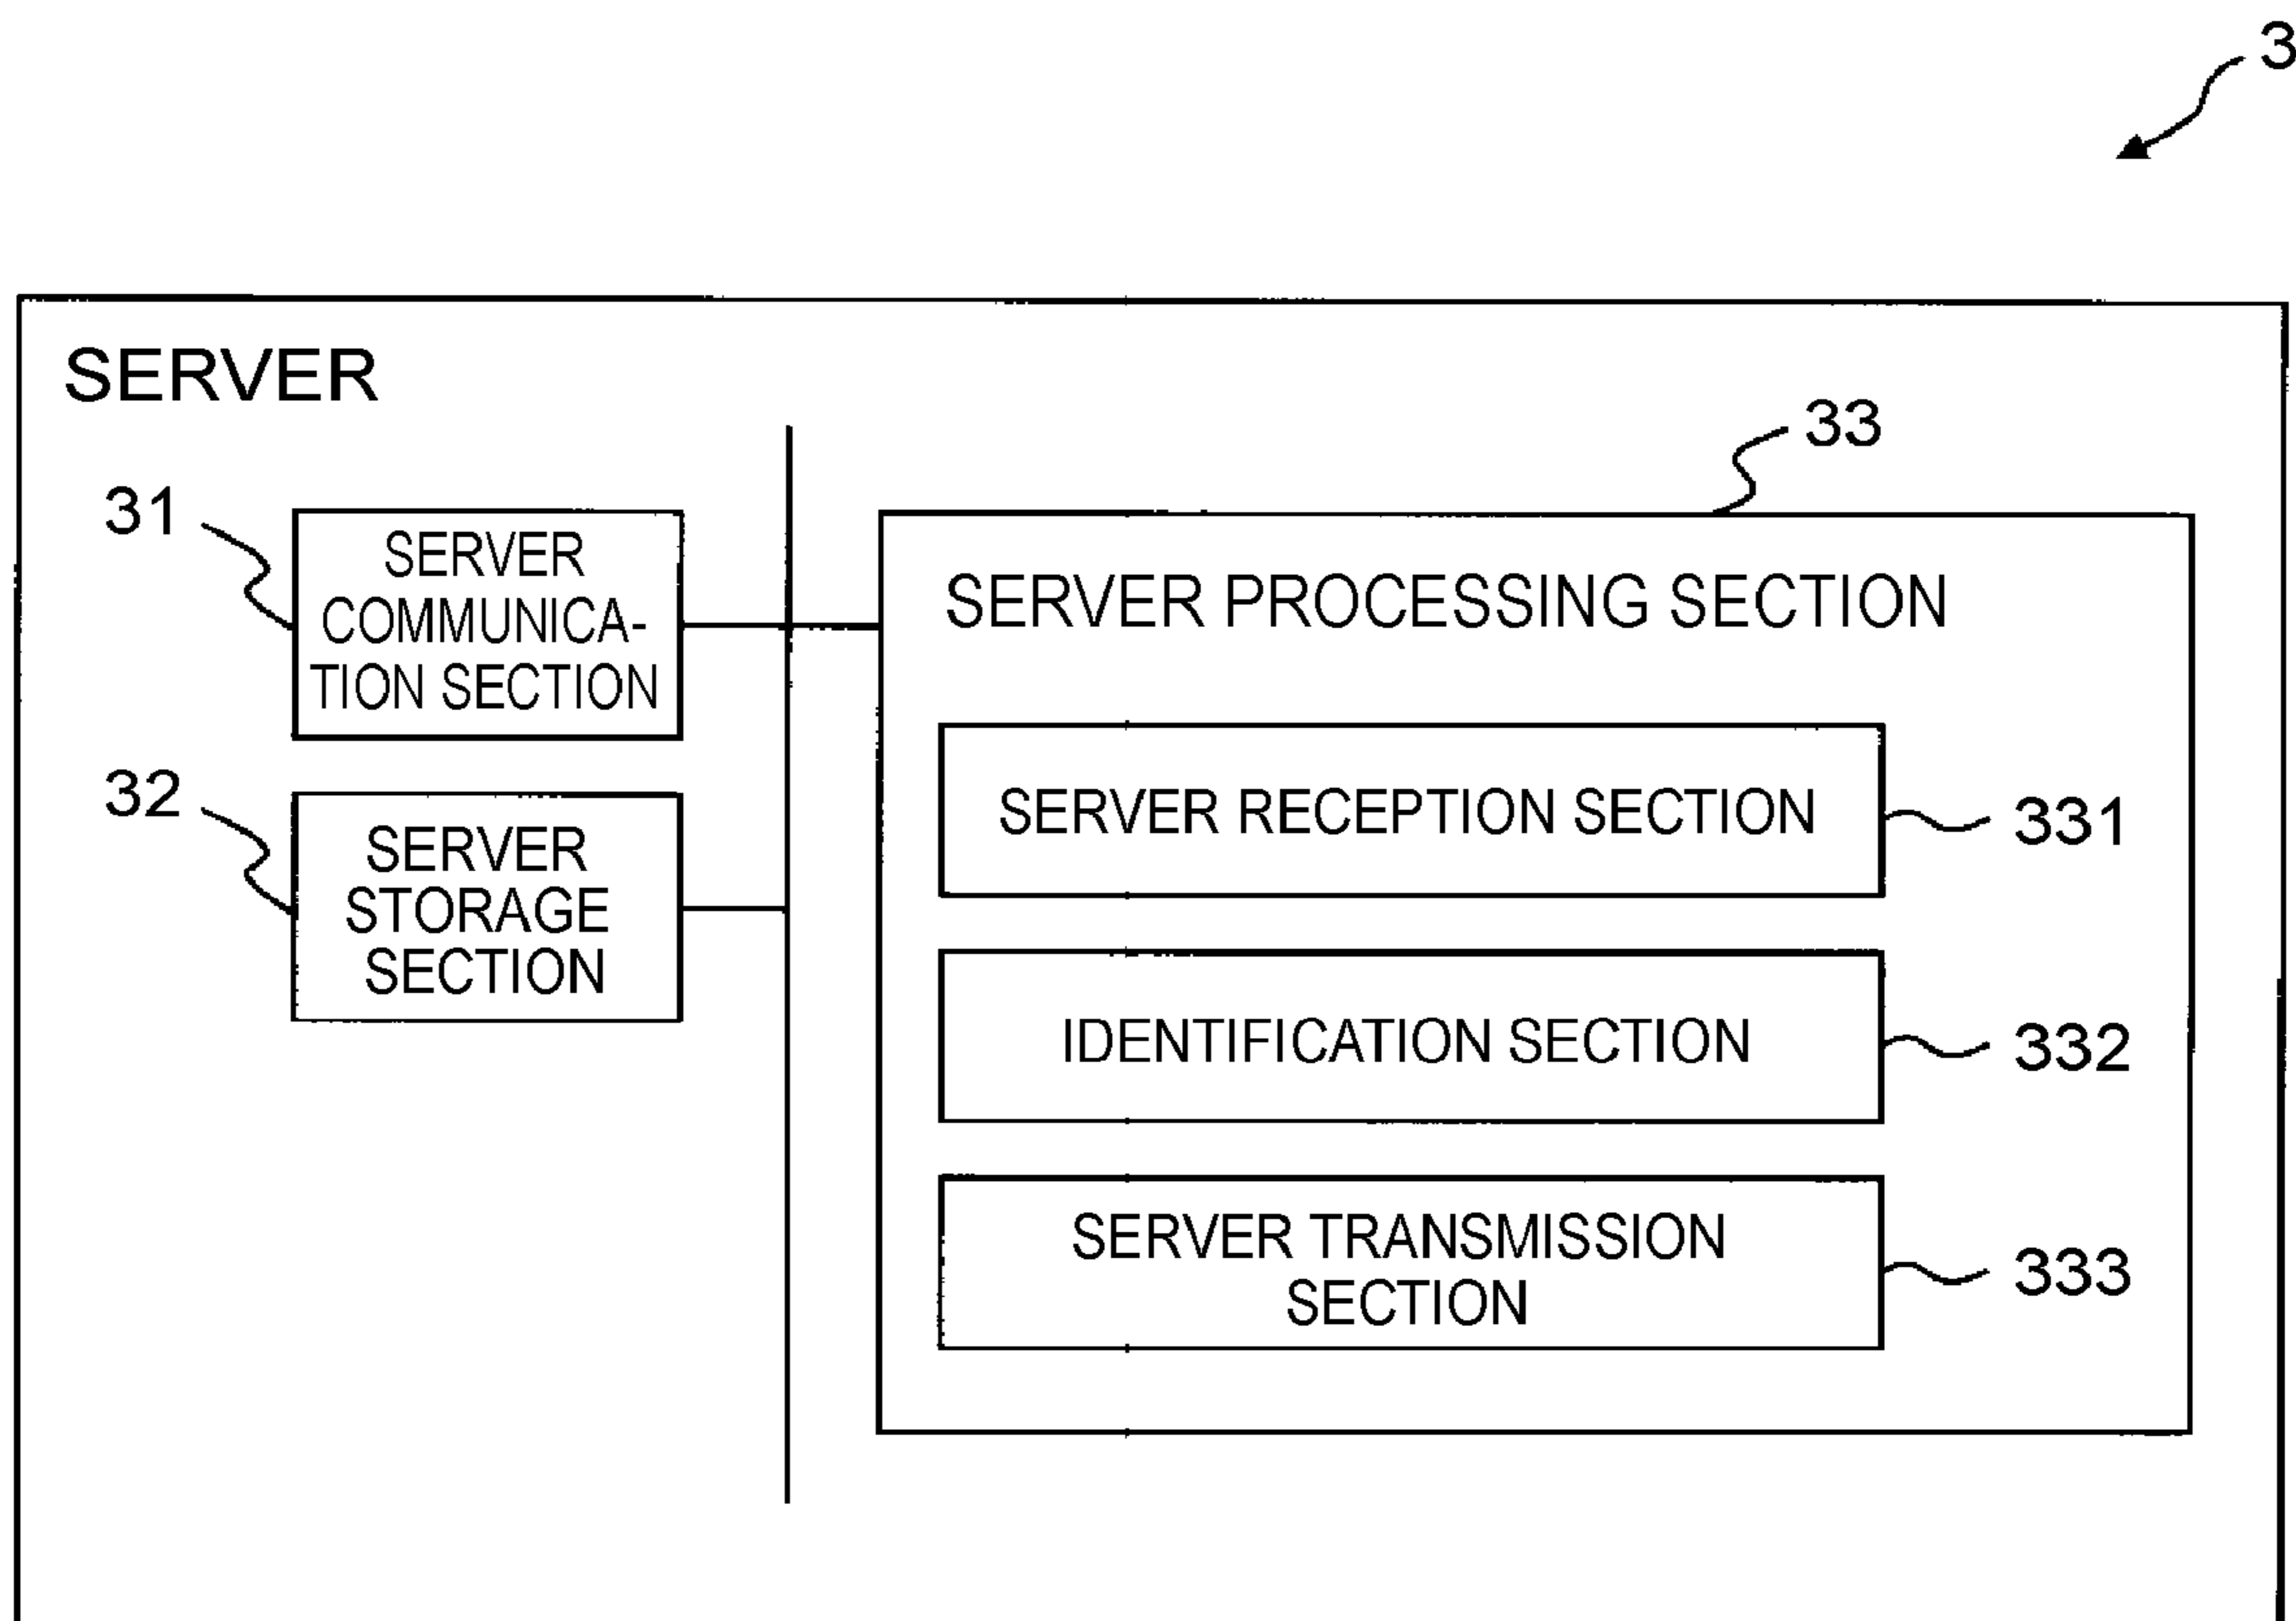 3
SERVER
33
31
SERVER
COMMUNICA-
TION SECTION
SERVER PROCESSING SECTION
32
SERVER
STORAGE
SECTION
SERVER RECEPTION SECTION
331
IDENTIFICATION SECTION
332
SERVER TRANSMISSION
SECTION
333